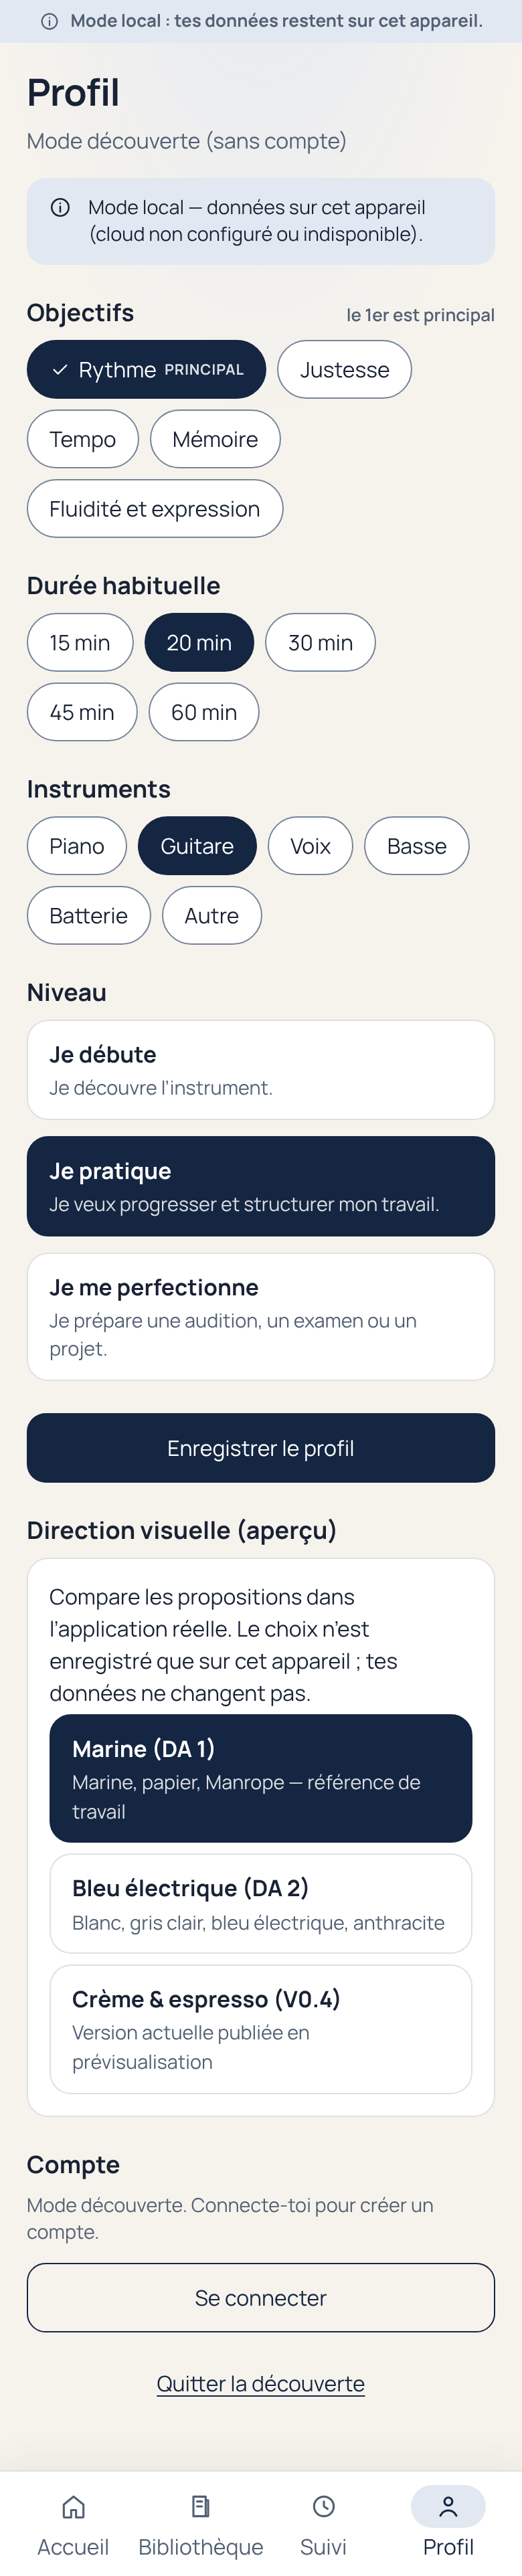 Mode local : tes données restent sur cet appareil.
Profil
Mode découverte (sans compte)
Mode local — données sur cet appareil
(cloud non configuré ou indisponible).
Objectifs
le 1er est principal
Rythme PRINCIPAL
Justesse
Tempo
Mémoire
Fluidité et expression
Durée habituelle
15 min
20 min
30 min
45 min
60 min
Instruments
Piano
Guitare
Voix
Basse
Batterie
Autre
Niveau
Je débute
Je découvre l'instrument.
Je pratique
Je veux progresser et structurer mon travail.
Je me perfectionne
Je prépare une audition, un examen ou un
projet.
Enregistrer le profil
Direction visuelle (aperçu)
Compare les propositions dans
l'application réelle. Le choix n'est
enregistré que sur cet appareil ; tes
données ne changent pas.
Marine (DA 1)
Marine, papier, Manrope — référence de
travail
Bleu électrique (DA 2)
Blanc, gris clair, bleu électrique, anthracite
Crème & espresso (V0.4)
Version actuelle publiée en
prévisualisation
Compte
Mode découverte. Connecte-toi pour créer un
compte.
Se connecter
Quitter la découverte
Accueil
Bibliothèque
Suivi
Profil